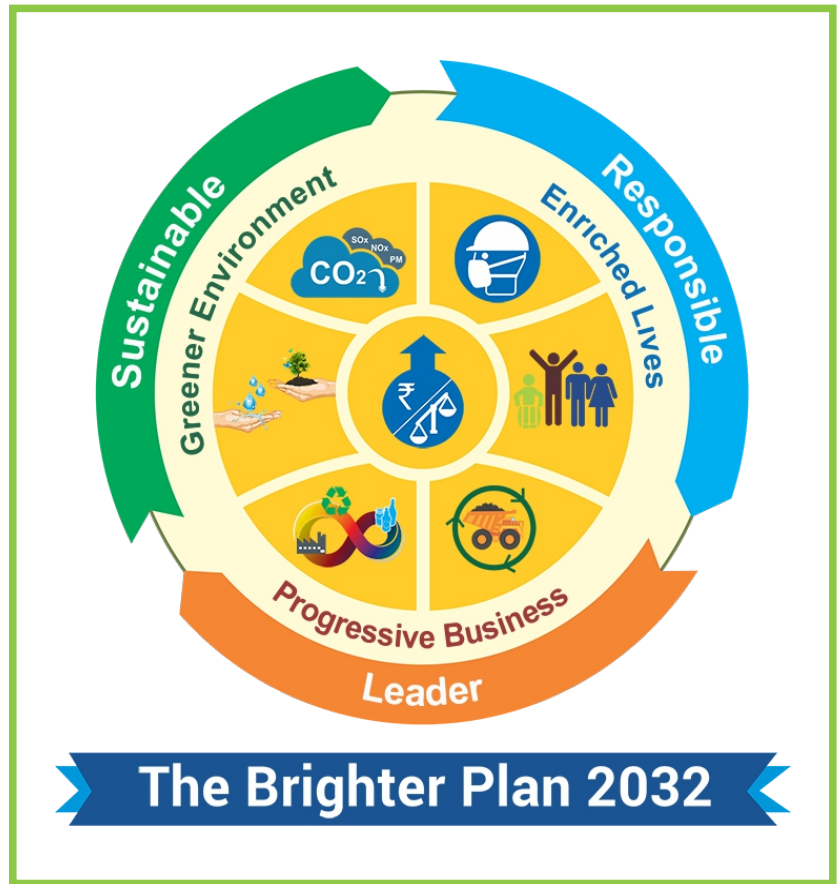 Sustainable
Responsible
Greener Environment
Enriched Lives
SOx
NOx
PM
CO2
₹
Progressive Business
Leader
The Brighter Plan 2032